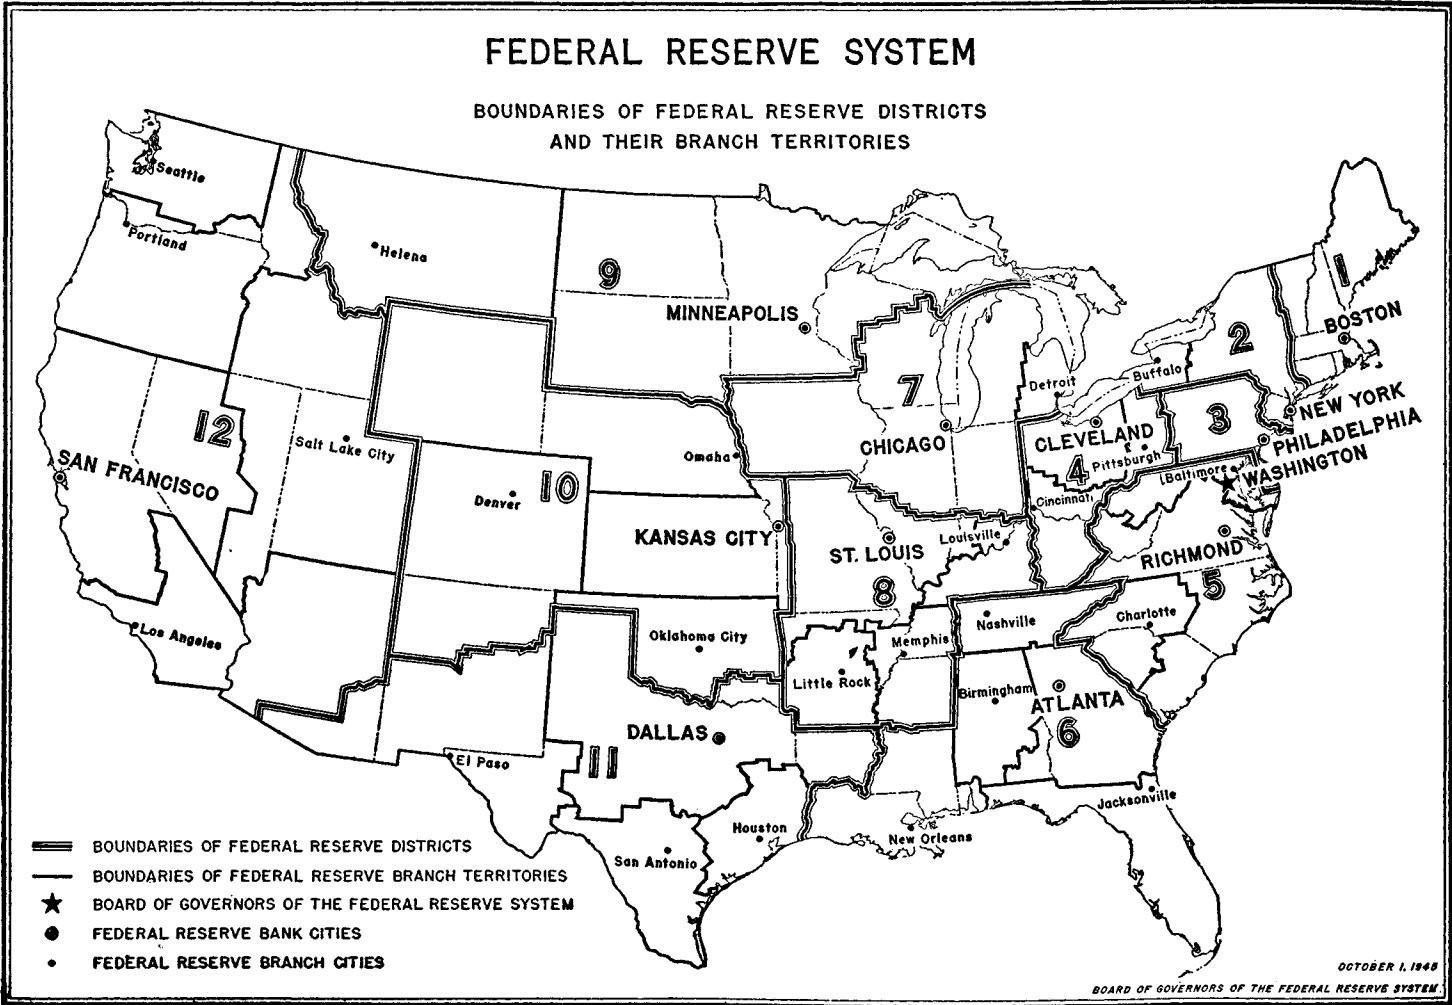 FEDERAL RESERVE SYSTEM
BOUNDARIES OF FEDERAL RESERVE DISTRICTS
AND THEIR BRANCH TERRITORIES
Seattle
Portland
Helena
9
MINNEAPOLIS
1
BOSTON
2
Buffalo
7
Detroit
NEW YORK
12
Salt Lake City
CHICAGO
CLEVELAND
3
PHILADELPHIA
Omaha
4
Pittsburgh
Baltimore
WASHINGTON
SAN FRANCISCO
Denver
10
Cincinnati
KANSAS CITY
ST. LOUIS
Louisville
RICHMOND
8
5
Los Angeles
Oklahoma City
Memphis
Nashville
Charlotte
Little Rock
Birmingham
ATLANTA
DALLAS
6
El Paso
11
Jacksonville
Houston
New Orleans
San Antonio
BOUNDARIES OF FEDERAL RESERVE DISTRICTS
BOUNDARIES OF FEDERAL RESERVE BRANCH TERRITORIES
BOARD OF GOVERNORS OF THE FEDERAL RESERVE SYSTEM
FEDERAL RESERVE BANK CITIES
FEDERAL RESERVE BRANCH CITIES
OCTOBER 1,
BOARD OF GOVERNORS OF THE FEDERAL RESERVE SYSTEM.